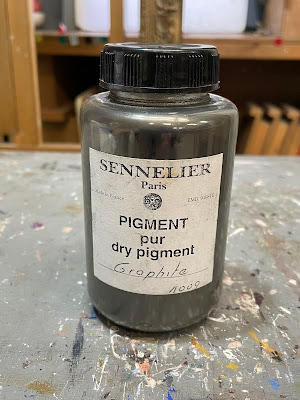 SENNELIER
Paris
PIGMENT
pur
dry pigment
Graphite